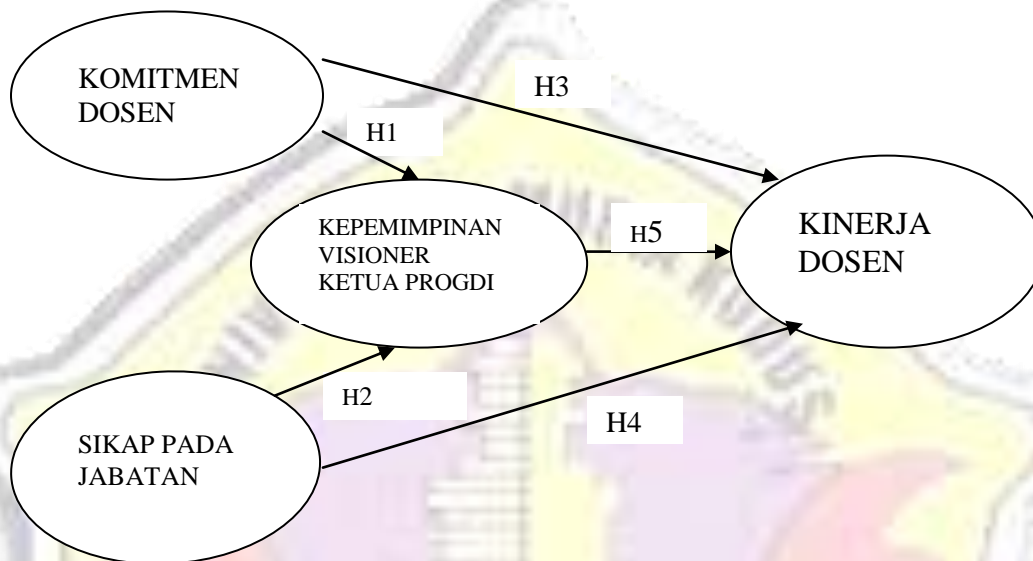 KOMITMEN
DOSEN
H3
H1
KEPEMIMPINAN
VISIONER
KETUA PROGDI
H5
KINERJA
DOSEN
H2
SIKAP PADA
JABATAN
H4